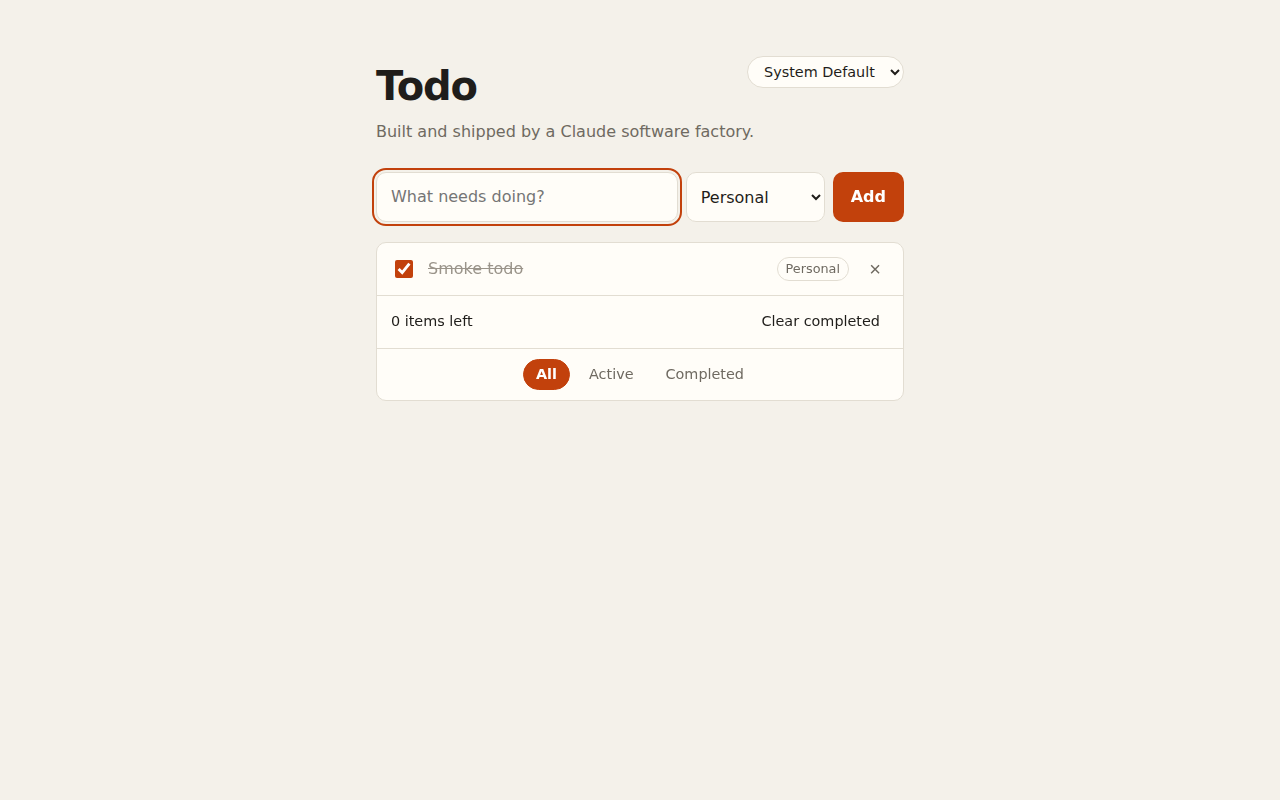 Todo
System Default
Built and shipped by a Claude software factory.
What needs doing?
Personal
Add
Smoke todo
Personal
×
0 items left
Clear completed
All
Active
Completed